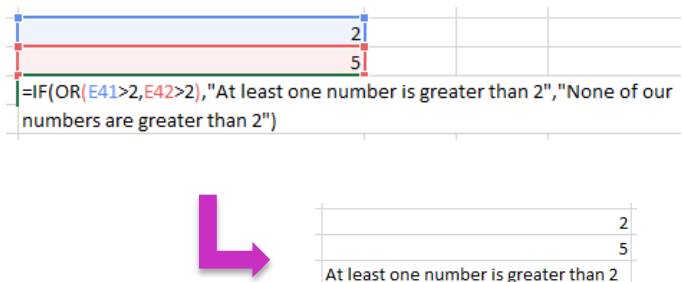 2
5
=IF(OR(E41>2,E42>2),"At least one number is greater than 2","None of our
numbers are greater than 2")
2
5
At least one number is greater than 2